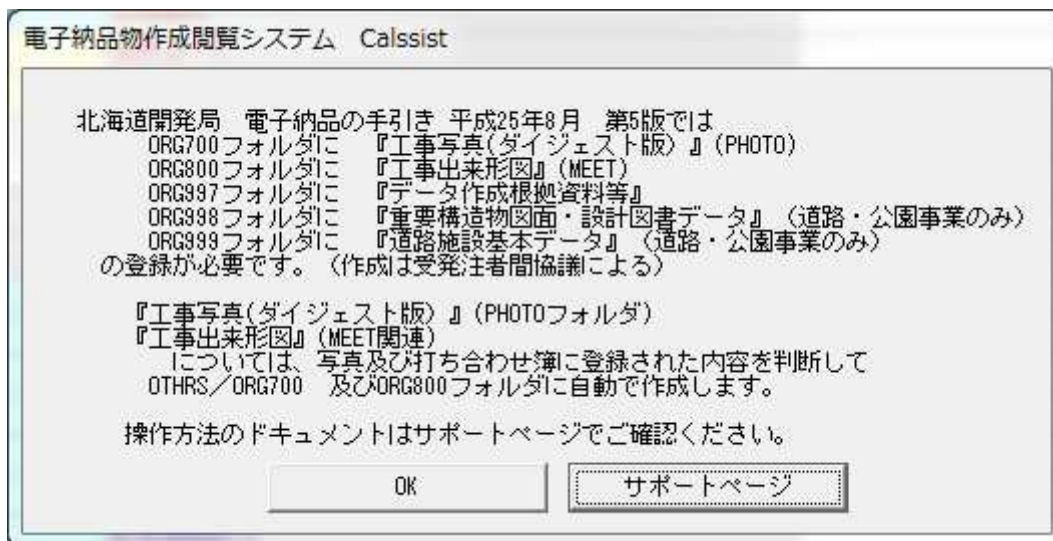 電子納品物作成閲覧システム　Calssist
北海道開発局　電子納品の手引き 平成25年8月　第5版では
ORG700フォルダに　『工事写真(ダイジェスト版)』(PHOTO)
ORG800フォルダに　『工事出来形図』(MEET)
ORG997フォルダに　『データ作成根拠資料等』
ORG998フォルダに　『重要構造物図面・設計図書データ』（道路・公園事業のみ）
ORG999フォルダに　『道路施設基本データ』（道路・公園事業のみ）
の登録が必要です。（作成は受発注者間協議による）
『工事写真(ダイジェスト版)』(PHOTOフォルダ)
『工事出来形図』(MEET関連)
については、写真及び打ち合わせ簿に登録された内容を判断して
OTHRS／ORG700　及びORG800フォルダに自動で作成します。
操作方法のドキュメントはサポートページでご確認ください。
OK
サポートページ